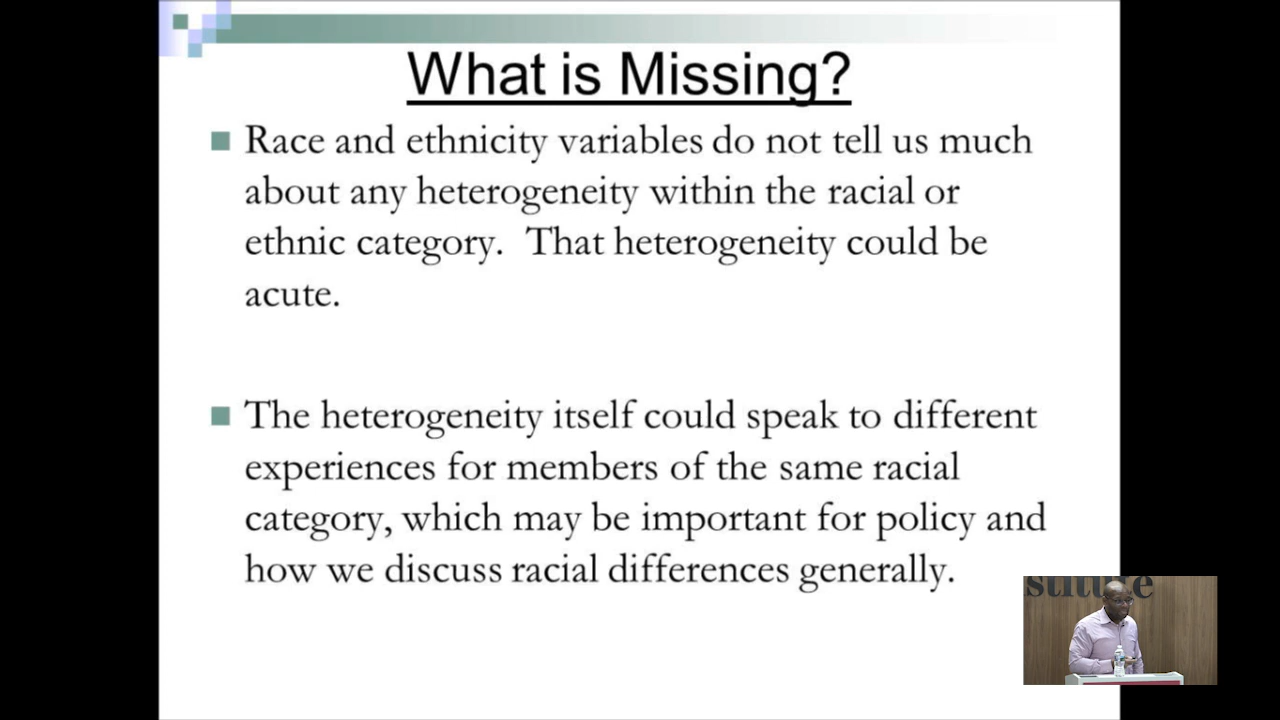 What is Missing?
Race and ethnicity variables do not tell us much
about any heterogeneity within the racial or
ethnic category. That heterogeneity could be
acute.
The heterogeneity itself could speak to different
experiences for members of the same racial
category, which may be important for policy and
how we discuss racial differences generally.
stitute